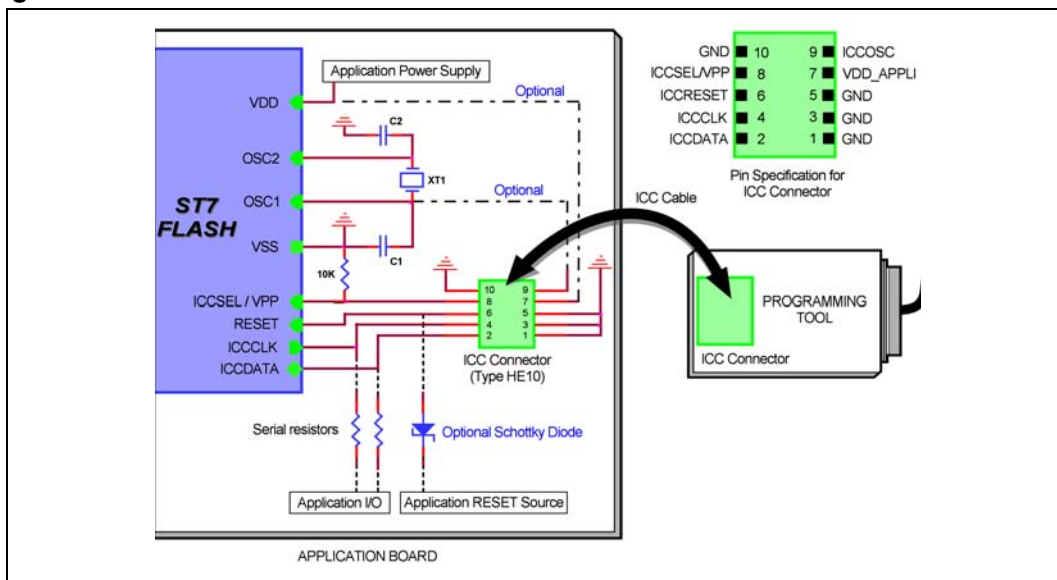 Application Power Supply
Optional
VDD
C2
OSC2
XT1
Optional
OSC1
ST7
FLASH
VSS
C1
10K
ICCSEL / VPP
RESET
ICCCLK
ICCDATA
10 9
8 7
6 5
4 3
2 1
ICC Connector
(Type HE10)
Serial resistors
Optional Schottky Diode
Application I/O
Application RESET Source
APPLICATION BOARD
GND 10 9 ICCOSC
ICCSEL/VPP 8 7 VDD_APPLI
ICCRESET 6 5 GND
ICCCLK 4 3 GND
ICCDATA 2 1 GND
Pin Specification for
ICC Connector
ICC Cable
PROGRAMMING
TOOL
ICC Connector